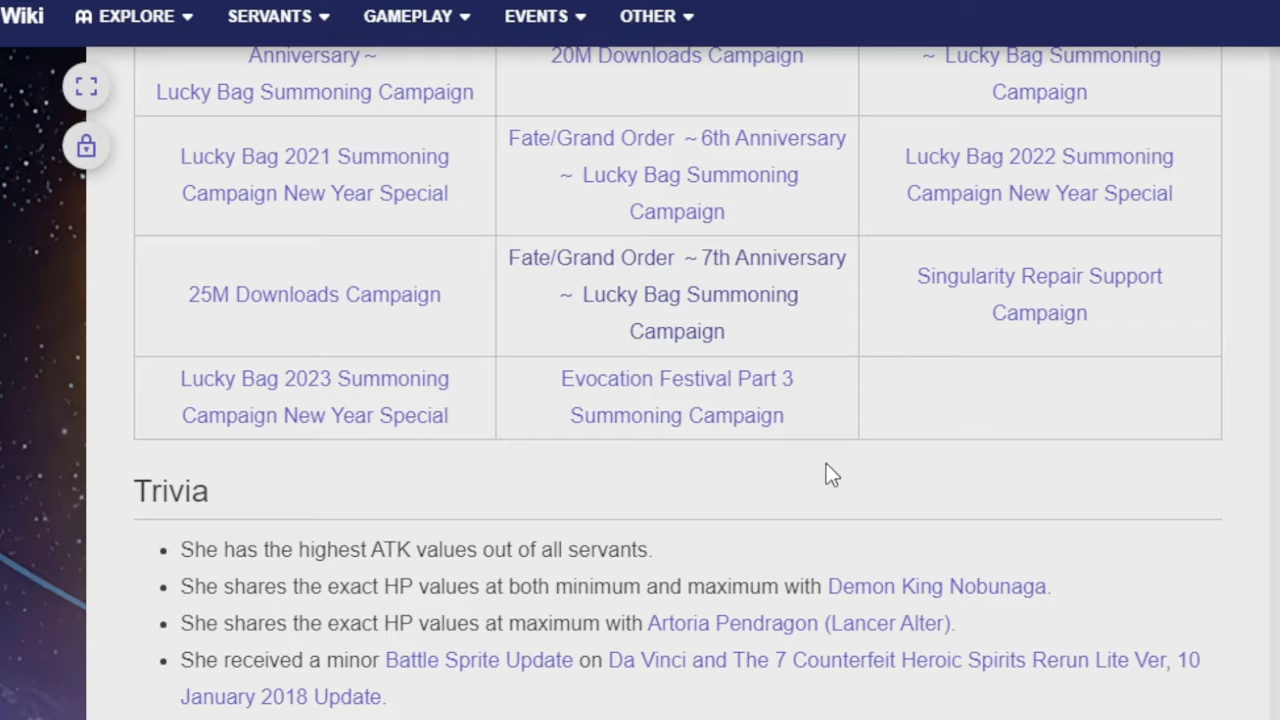 Wiki EXPLORE SERVANTS GAMEPLAY EVENTS OTHER
Anniversary ~
Lucky Bag Summoning Campaign
20M Downloads Campaign
~ Lucky Bag Summoning
Campaign
Lucky Bag 2021 Summoning
Campaign New Year Special
Fate/Grand Order ~ 6th Anniversary
~ Lucky Bag Summoning
Campaign
Lucky Bag 2022 Summoning
Campaign New Year Special
25M Downloads Campaign
Fate/Grand Order ~ 7th Anniversary
~ Lucky Bag Summoning
Campaign
Singularity Repair Support
Campaign
Lucky Bag 2023 Summoning
Campaign New Year Special
Evocation Festival Part 3
Summoning Campaign
Trivia
• She has the highest ATK values out of all servants.
• She shares the exact HP values at both minimum and maximum with Demon King Nobunaga.
• She shares the exact HP values at maximum with Artoria Pendragon (Lancer Alter).
• She received a minor Battle Sprite Update on Da Vinci and The 7 Counterfeit Heroic Spirits Rerun Lite Ver, 10
January 2018 Update.